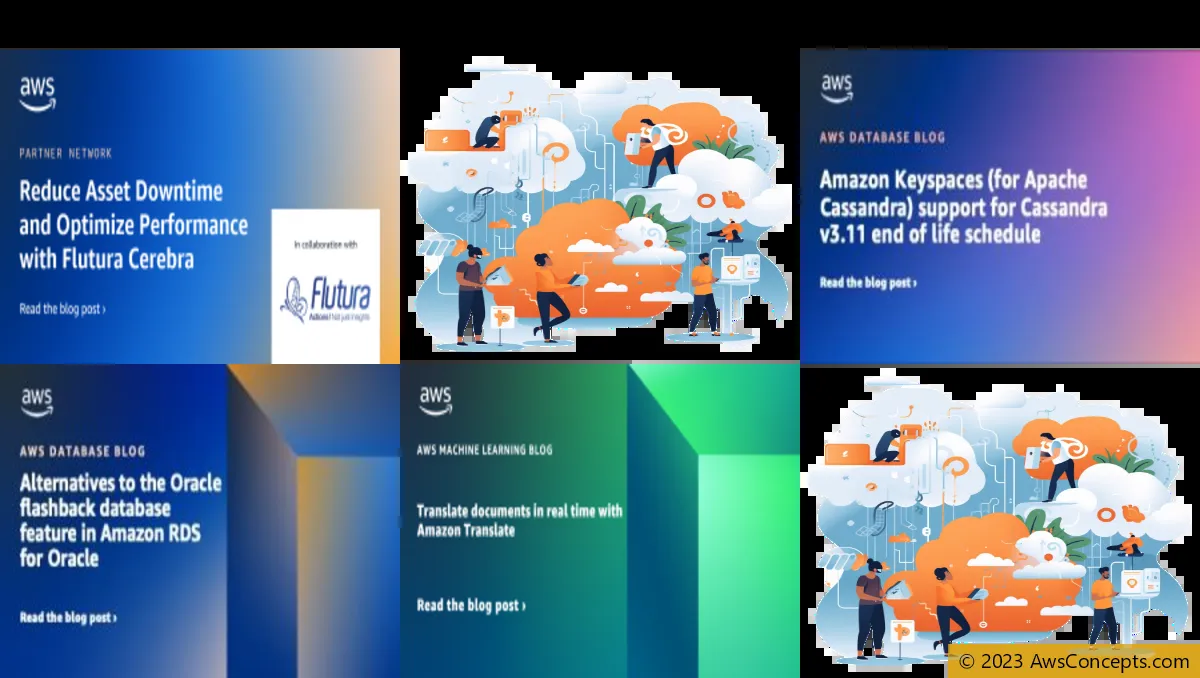 aws
PARTNER NETWORK
Reduce Asset Downtime
and Optimize Performance
with Flutura Cerebra
Read the blog post ›
In collaboration with
Flutura
Actions! Not just insights
aws
AWS DATABASE BLOG
Amazon Keyspaces (for Apache
Cassandra) support for Cassandra
v3.11 end of life schedule
Read the blog post ›
aws
AWS DATABASE BLOG
Alternatives to the Oracle
flashback database
feature in Amazon RDS
for Oracle
Read the blog post ›
aws
AWS MACHINE LEARNING BLOG
Translate documents in real time with
Amazon Translate
Read the blog post ›
© 2023 AwsConcepts.com